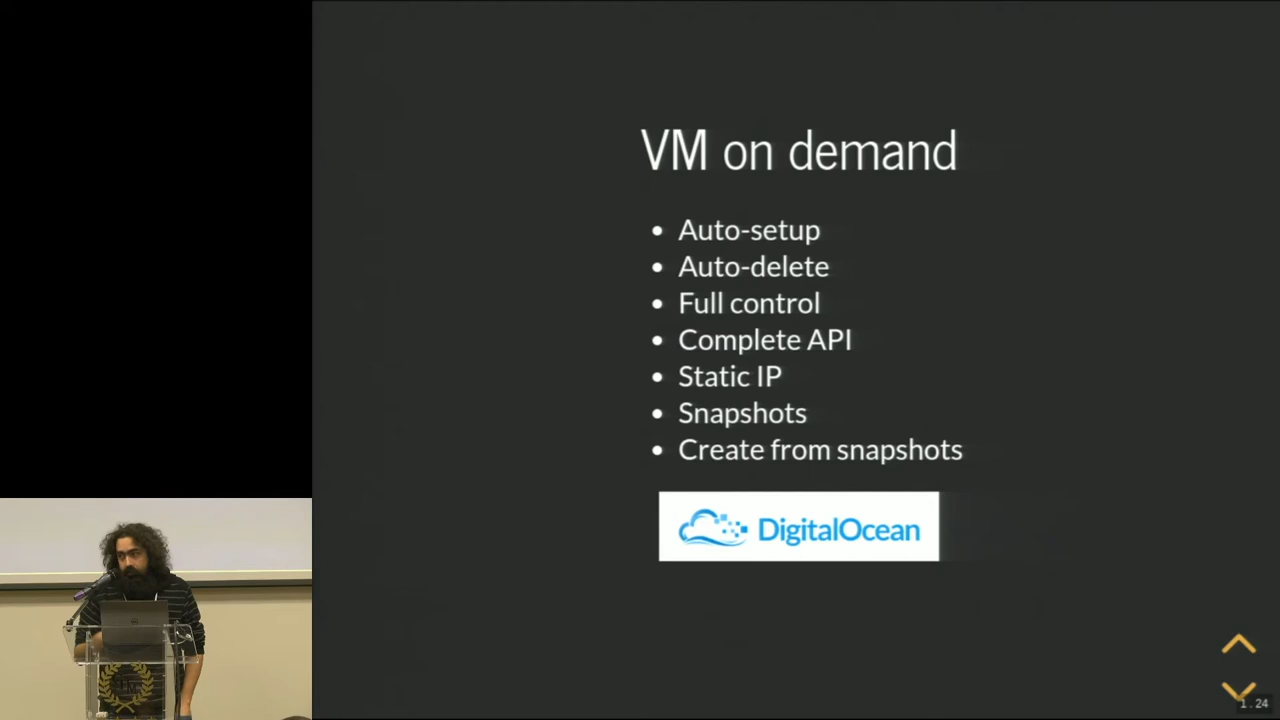 VM on demand
Auto-setup
Auto-delete
Full control
Complete API
Static IP
Snapshots
Create from snapshots
DigitalOcean
1.24